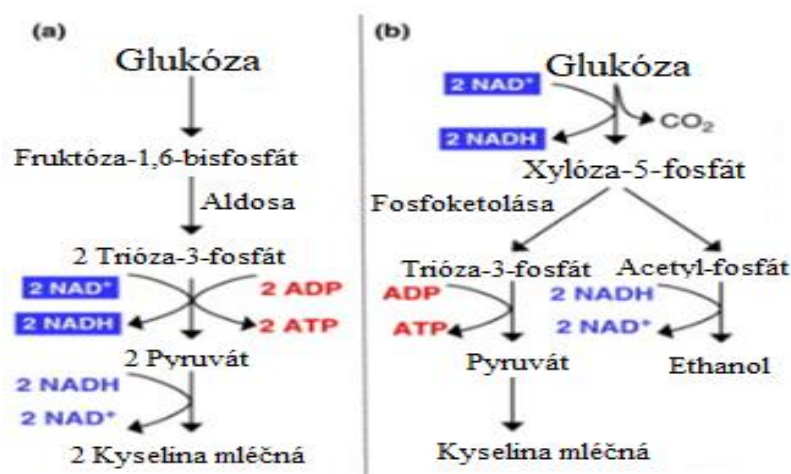 (a)
Glukóza
Fruktóza-1,6-bisfosfát
Aldosa
2 Trióza-3-fosfát
2 NAD⁺
2 ADP
2 NADH
2 ATP
2 Pyruvát
2 NADH
2 NAD⁺
2 Kyselina mléčná
(b)
Glukóza
2 NAD⁺
CO₂
2 NADH
Xylóza-5-fosfát
Fosfoketolása
Trióza-3-fosfát
Acetyl-fosfát
ADP
2 NADH
ATP
2 NAD⁺
Pyruvát
Ethanol
Kyselina mléčná